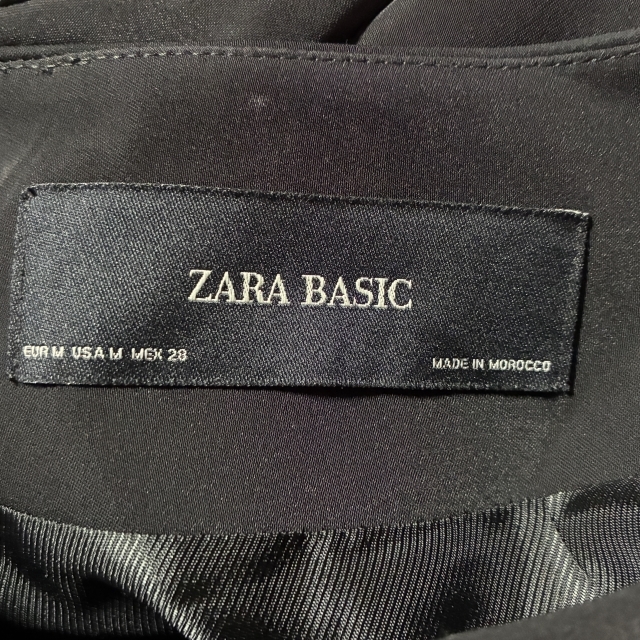 ZARA BASIC
EUR M USA M MEX 28
MADE IN MOROCCO